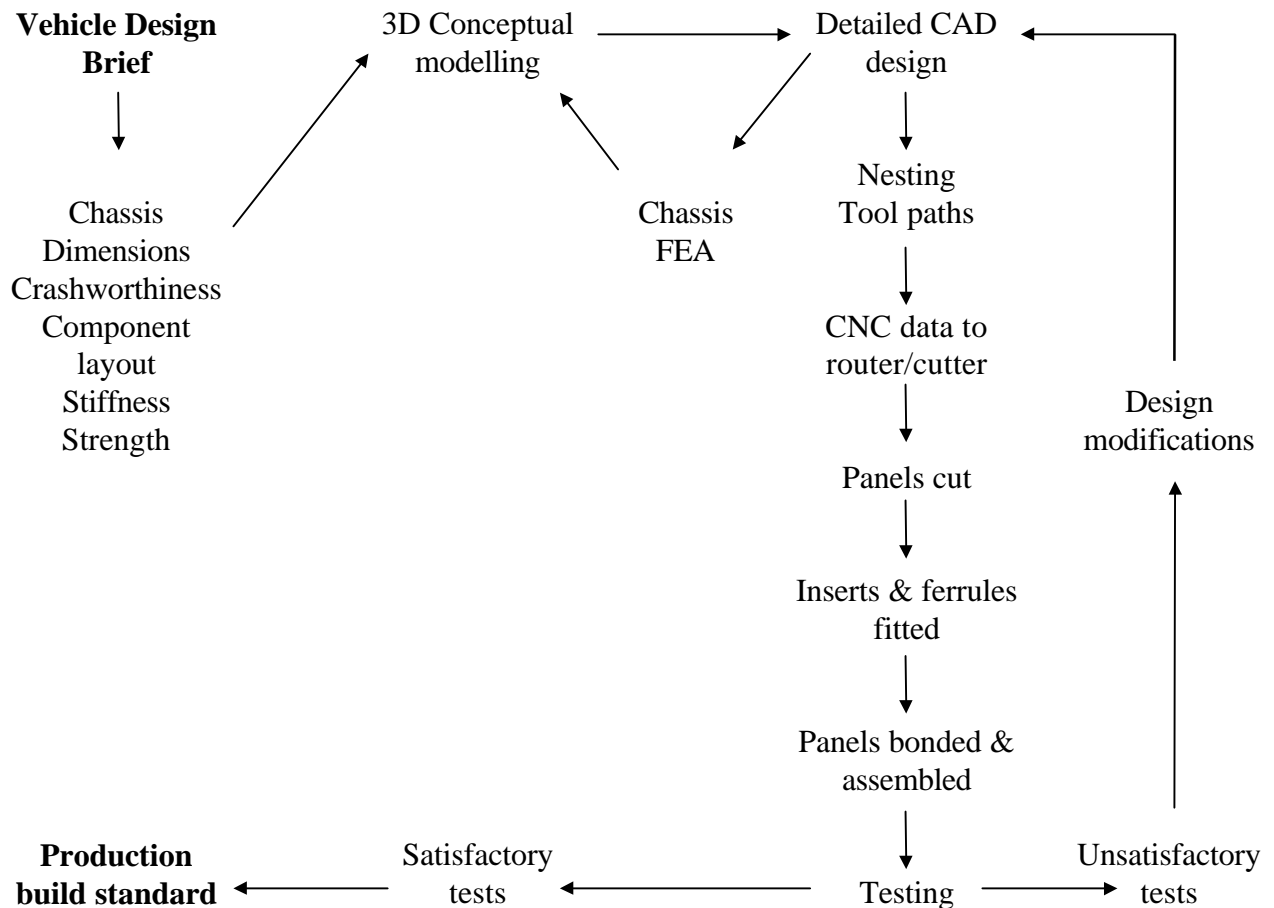 Vehicle Design
Brief
3D Conceptual
modelling
Detailed CAD
design
Chassis
Dimensions
Crashworthiness
Component
layout
Stiffness
Strength
Chassis
FEA
Nesting
Tool paths
CNC data to
router/cutter
Design
modifications
Panels cut
Inserts & ferrules
fitted
Panels bonded &
assembled
Production
build standard
Satisfactory
tests
Testing
Unsatisfactory
tests